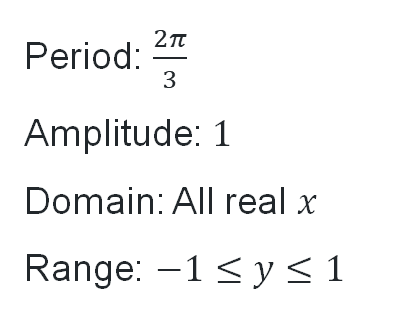 Period: 2π/3
Amplitude: 1
Domain: All real x
Range: −1 ≤ y ≤ 1